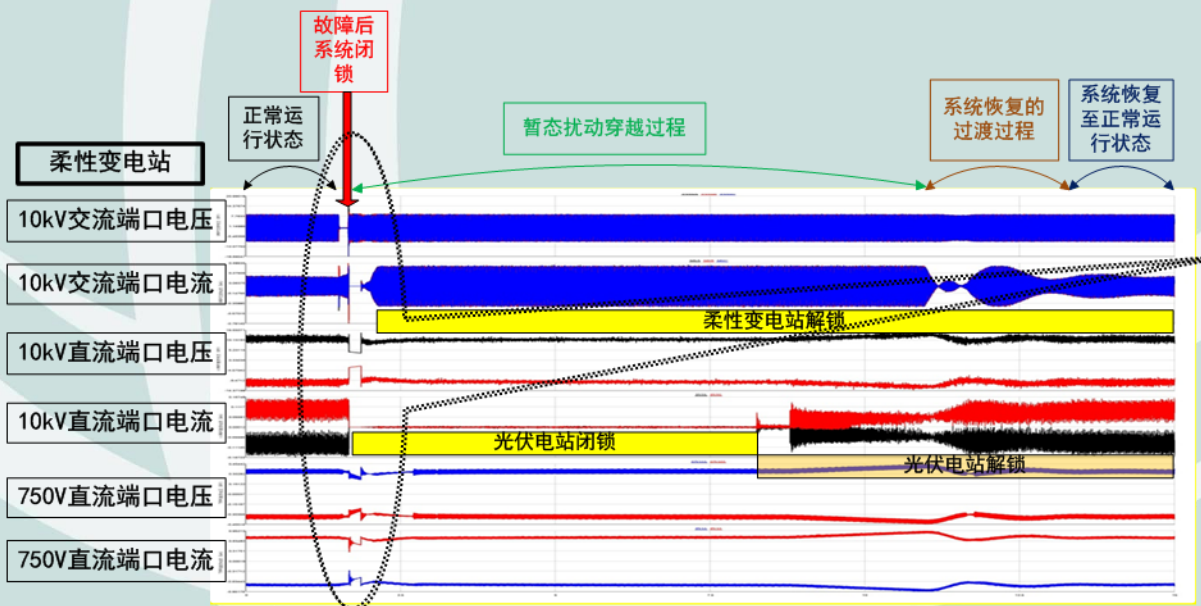 故障后
系统闭
锁
正常运
行状态
暂态扰动穿越过程
系统恢复的
过渡过程
系统恢复
至正常运
行状态
柔性变电站
10kV交流端口电压
10kV交流端口电流
柔性变电站解锁
10kV直流端口电压
10kV直流端口电流
光伏电站闭锁
光伏电站解锁
750V直流端口电压
750V直流端口电流